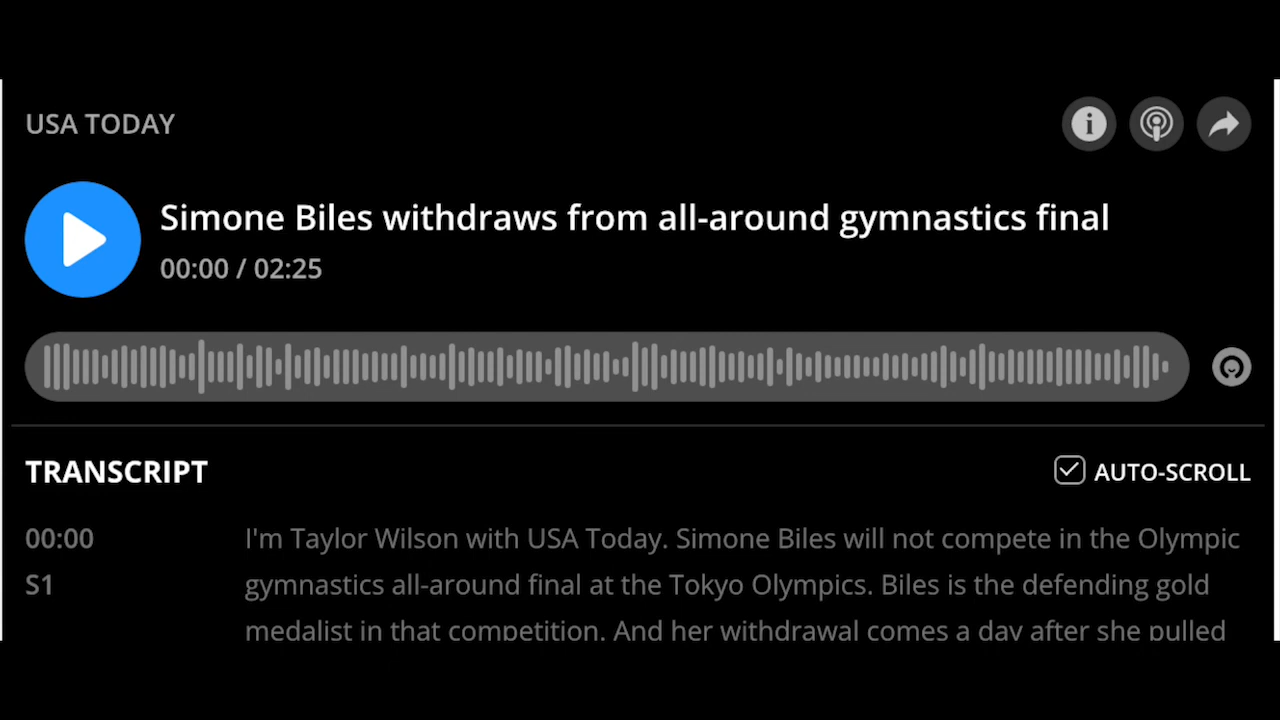 USA TODAY
Simone Biles withdraws from all-around gymnastics final
00:00 / 02:25
TRANSCRIPT
AUTO-SCROLL
00:00
I'm Taylor Wilson with USA Today. Simone Biles will not compete in the Olympic
S1
gymnastics all-around final at the Tokyo Olympics. Biles is the defending gold
medalist in that competition. And her withdrawal comes a day after she pulled